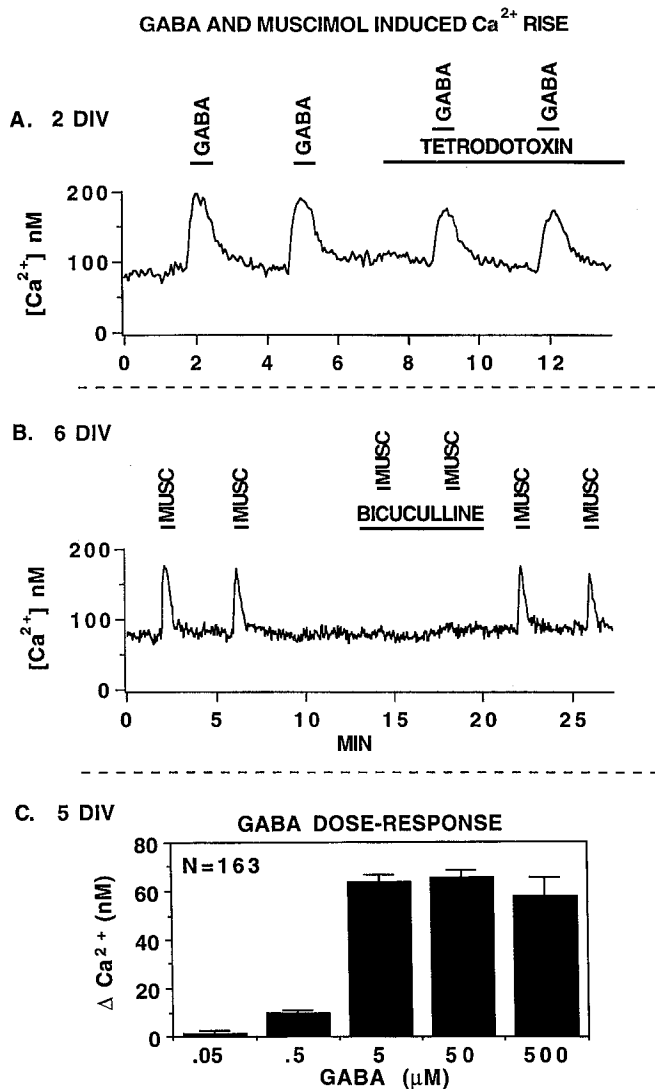 GABA AND MUSCIMOL INDUCED Ca²⁺ RISE
A. 2 DIV
GABA
GABA
GABA
GABA
TETRODOTOXIN
[Ca²⁺] nM
200
100
0
0 2 4 6 8 10 12
B. 6 DIV
MUSC
MUSC
MUSC
MUSC
MUSC
MUSC
BICUCULLINE
[Ca²⁺] nM
200
100
0
0 5 10 15 20 25
MIN
C. 5 DIV
GABA DOSE-RESPONSE
N=163
Δ Ca²⁺ (nM)
80
60
40
20
0
.05 .5 5 50 500
GABA (μM)